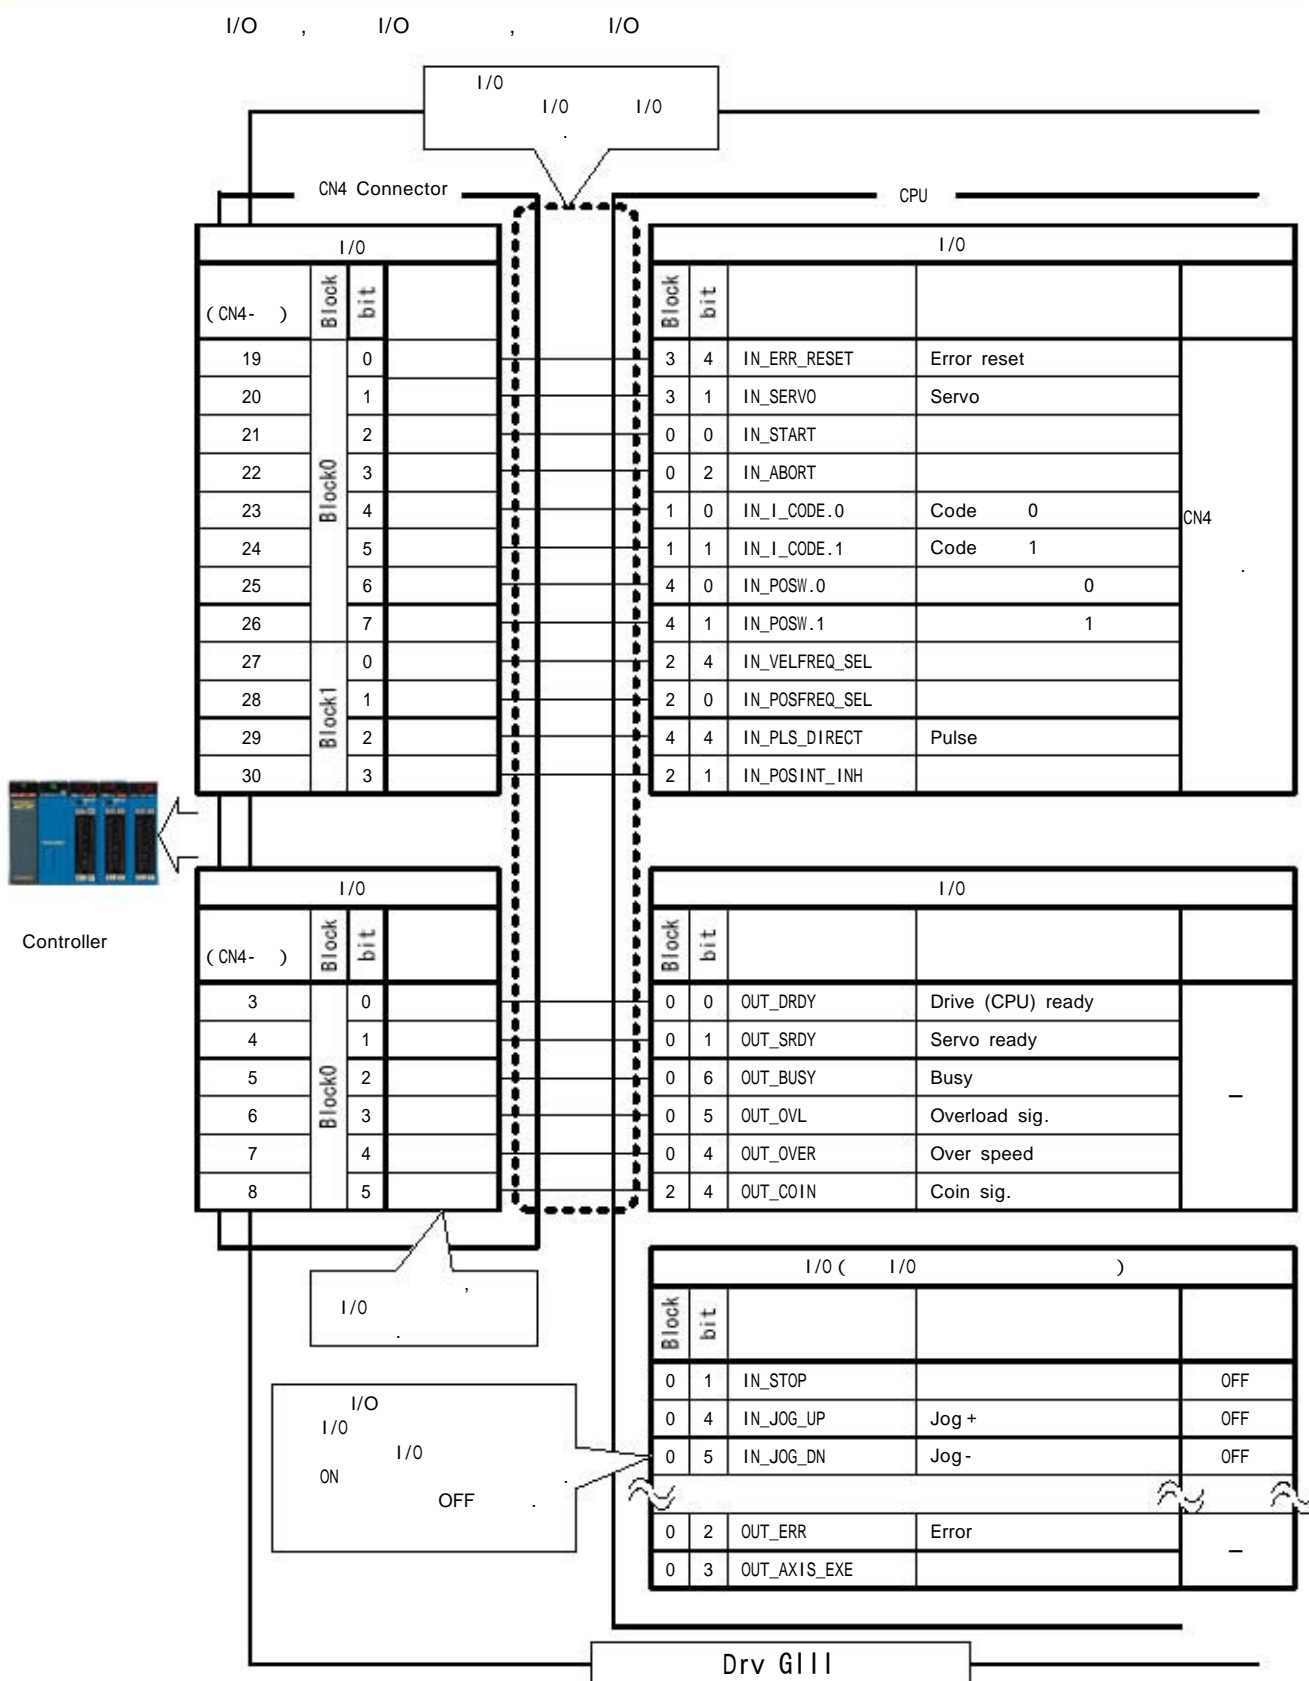 I/O , I/O , I/O
I/O
I/O I/O
.
CN4 Connector
CPU
I/O
I/O
(CN4- ) Block bit
Block bit
19 0
3 4 IN_ERR_RESET Error reset
20 1
3 1 IN_SERVO Servo
21 2
0 0 IN_START
22 3
0 2 IN_ABORT
Block0
23 4
1 0 IN_I_CODE.0 Code 0
CN4
.
24 5
1 1 IN_I_CODE.1 Code 1
25 6
4 0 IN_POSW.0 0
26 7
4 1 IN_POSW.1 1
27 0
2 4 IN_VELFREQ_SEL
28 1
2 0 IN_POSFREQ_SEL
Block1
29 2
4 4 IN_PLS_DIRECT Pulse
30 3
2 1 IN_POSINT_INH
Controller
I/O
I/O
(CN4- ) Block bit
Block bit
3 0
0 0 OUT_DRDY Drive (CPU) ready
4 1
0 1 OUT_SRDY Servo ready
Block0
5 2
0 6 OUT_BUSY Busy
–
6 3
0 5 OUT_OVL Overload sig.
7 4
0 4 OUT_OVER Over speed
8 5
2 4 OUT_COIN Coin sig.
,
I/O
.
I/O ( I/O )
Block bit
0 1 IN_STOP OFF
0 4 IN_JOG_UP Jog + OFF
0 5 IN_JOG_DN Jog - OFF
I/O
I/O
I/O
ON .
OFF .
0 2 OUT_ERR Error
–
0 3 OUT_AXIS_EXE
Drv GIII